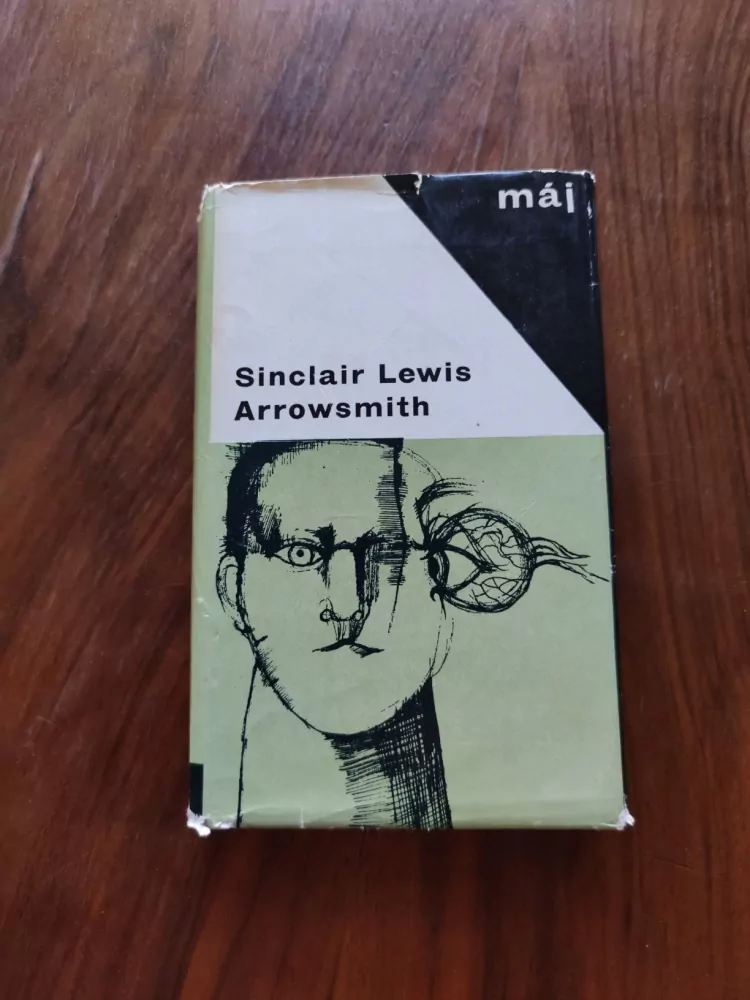 máj
Sinclair Lewis
Arrowsmith